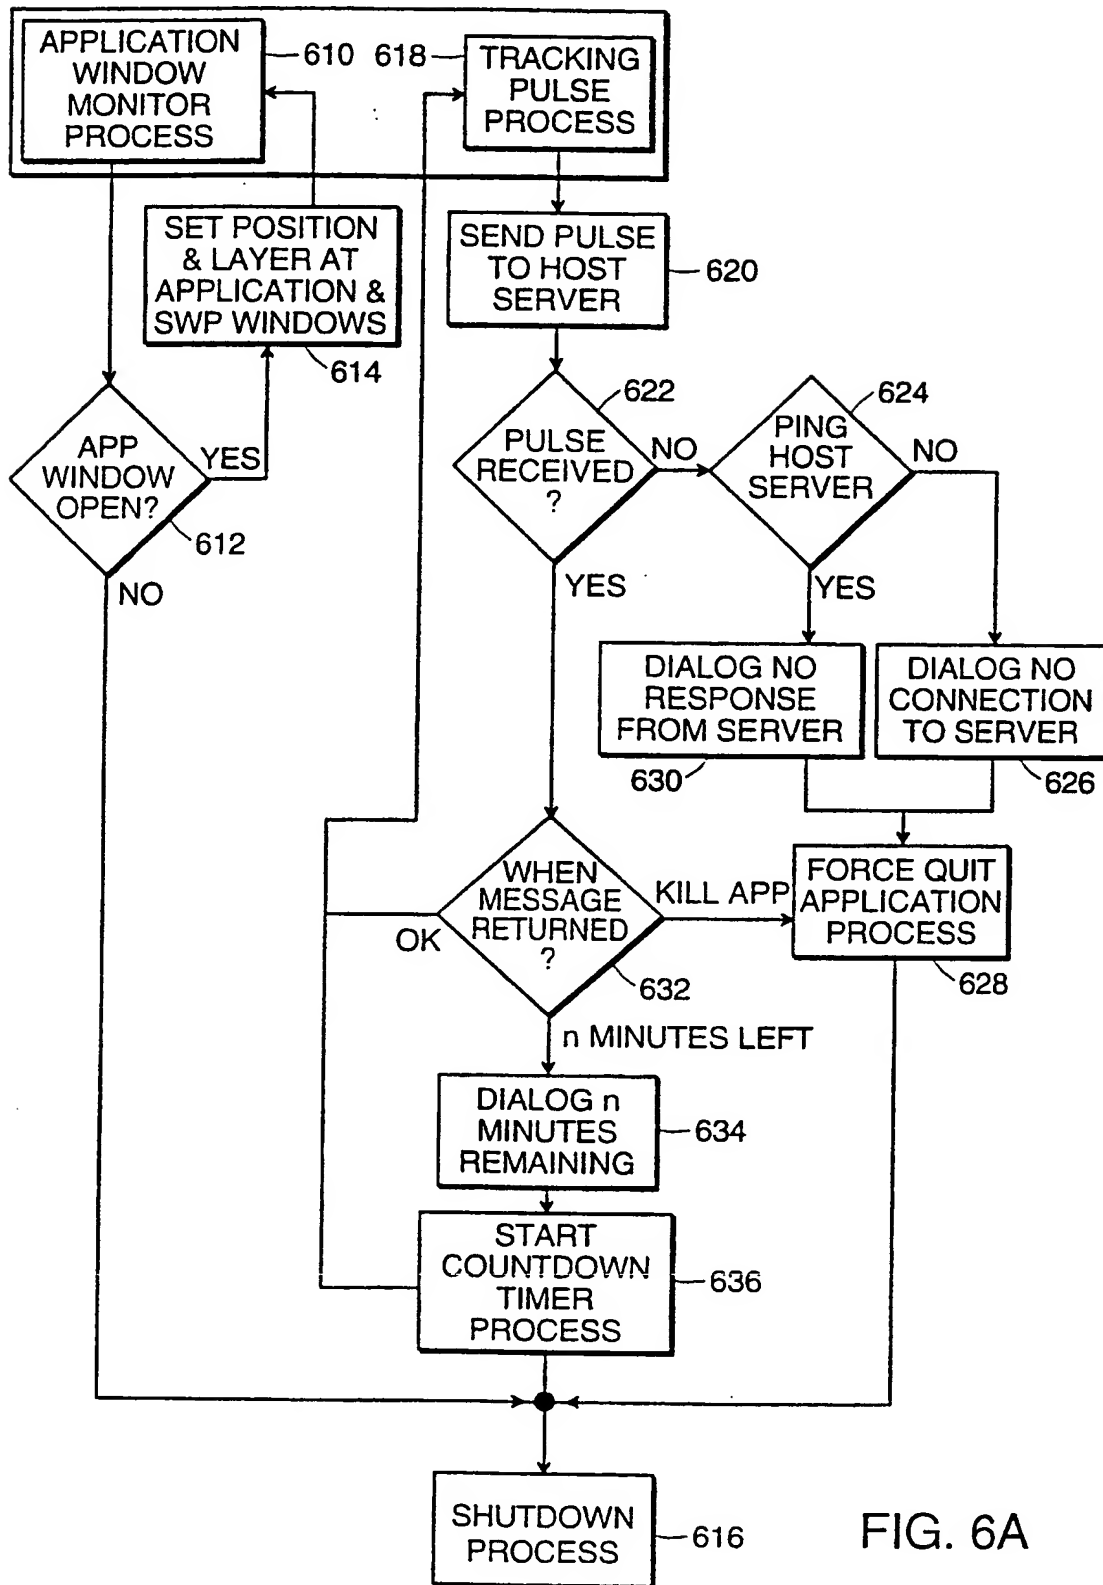 APPLICATION
WINDOW
MONITOR
PROCESS
610
618
TRACKING
PULSE
PROCESS
SET POSITION
& LAYER AT
APPLICATION &
SWP WINDOWS
614
SEND PULSE
TO HOST
SERVER
620
APP
WINDOW
OPEN?
YES
612
NO
PULSE
RECEIVED
?
622
NO
YES
PING
HOST
SERVER
624
NO
YES
DIALOG NO
RESPONSE
FROM SERVER
630
DIALOG NO
CONNECTION
TO SERVER
626
WHEN
MESSAGE
RETURNED
?
OK
KILL APP
632
n MINUTES LEFT
FORCE QUIT
APPLICATION
PROCESS
628
DIALOG n
MINUTES
REMAINING
634
START
COUNTDOWN
TIMER
PROCESS
636
SHUTDOWN
PROCESS
616
FIG. 6A